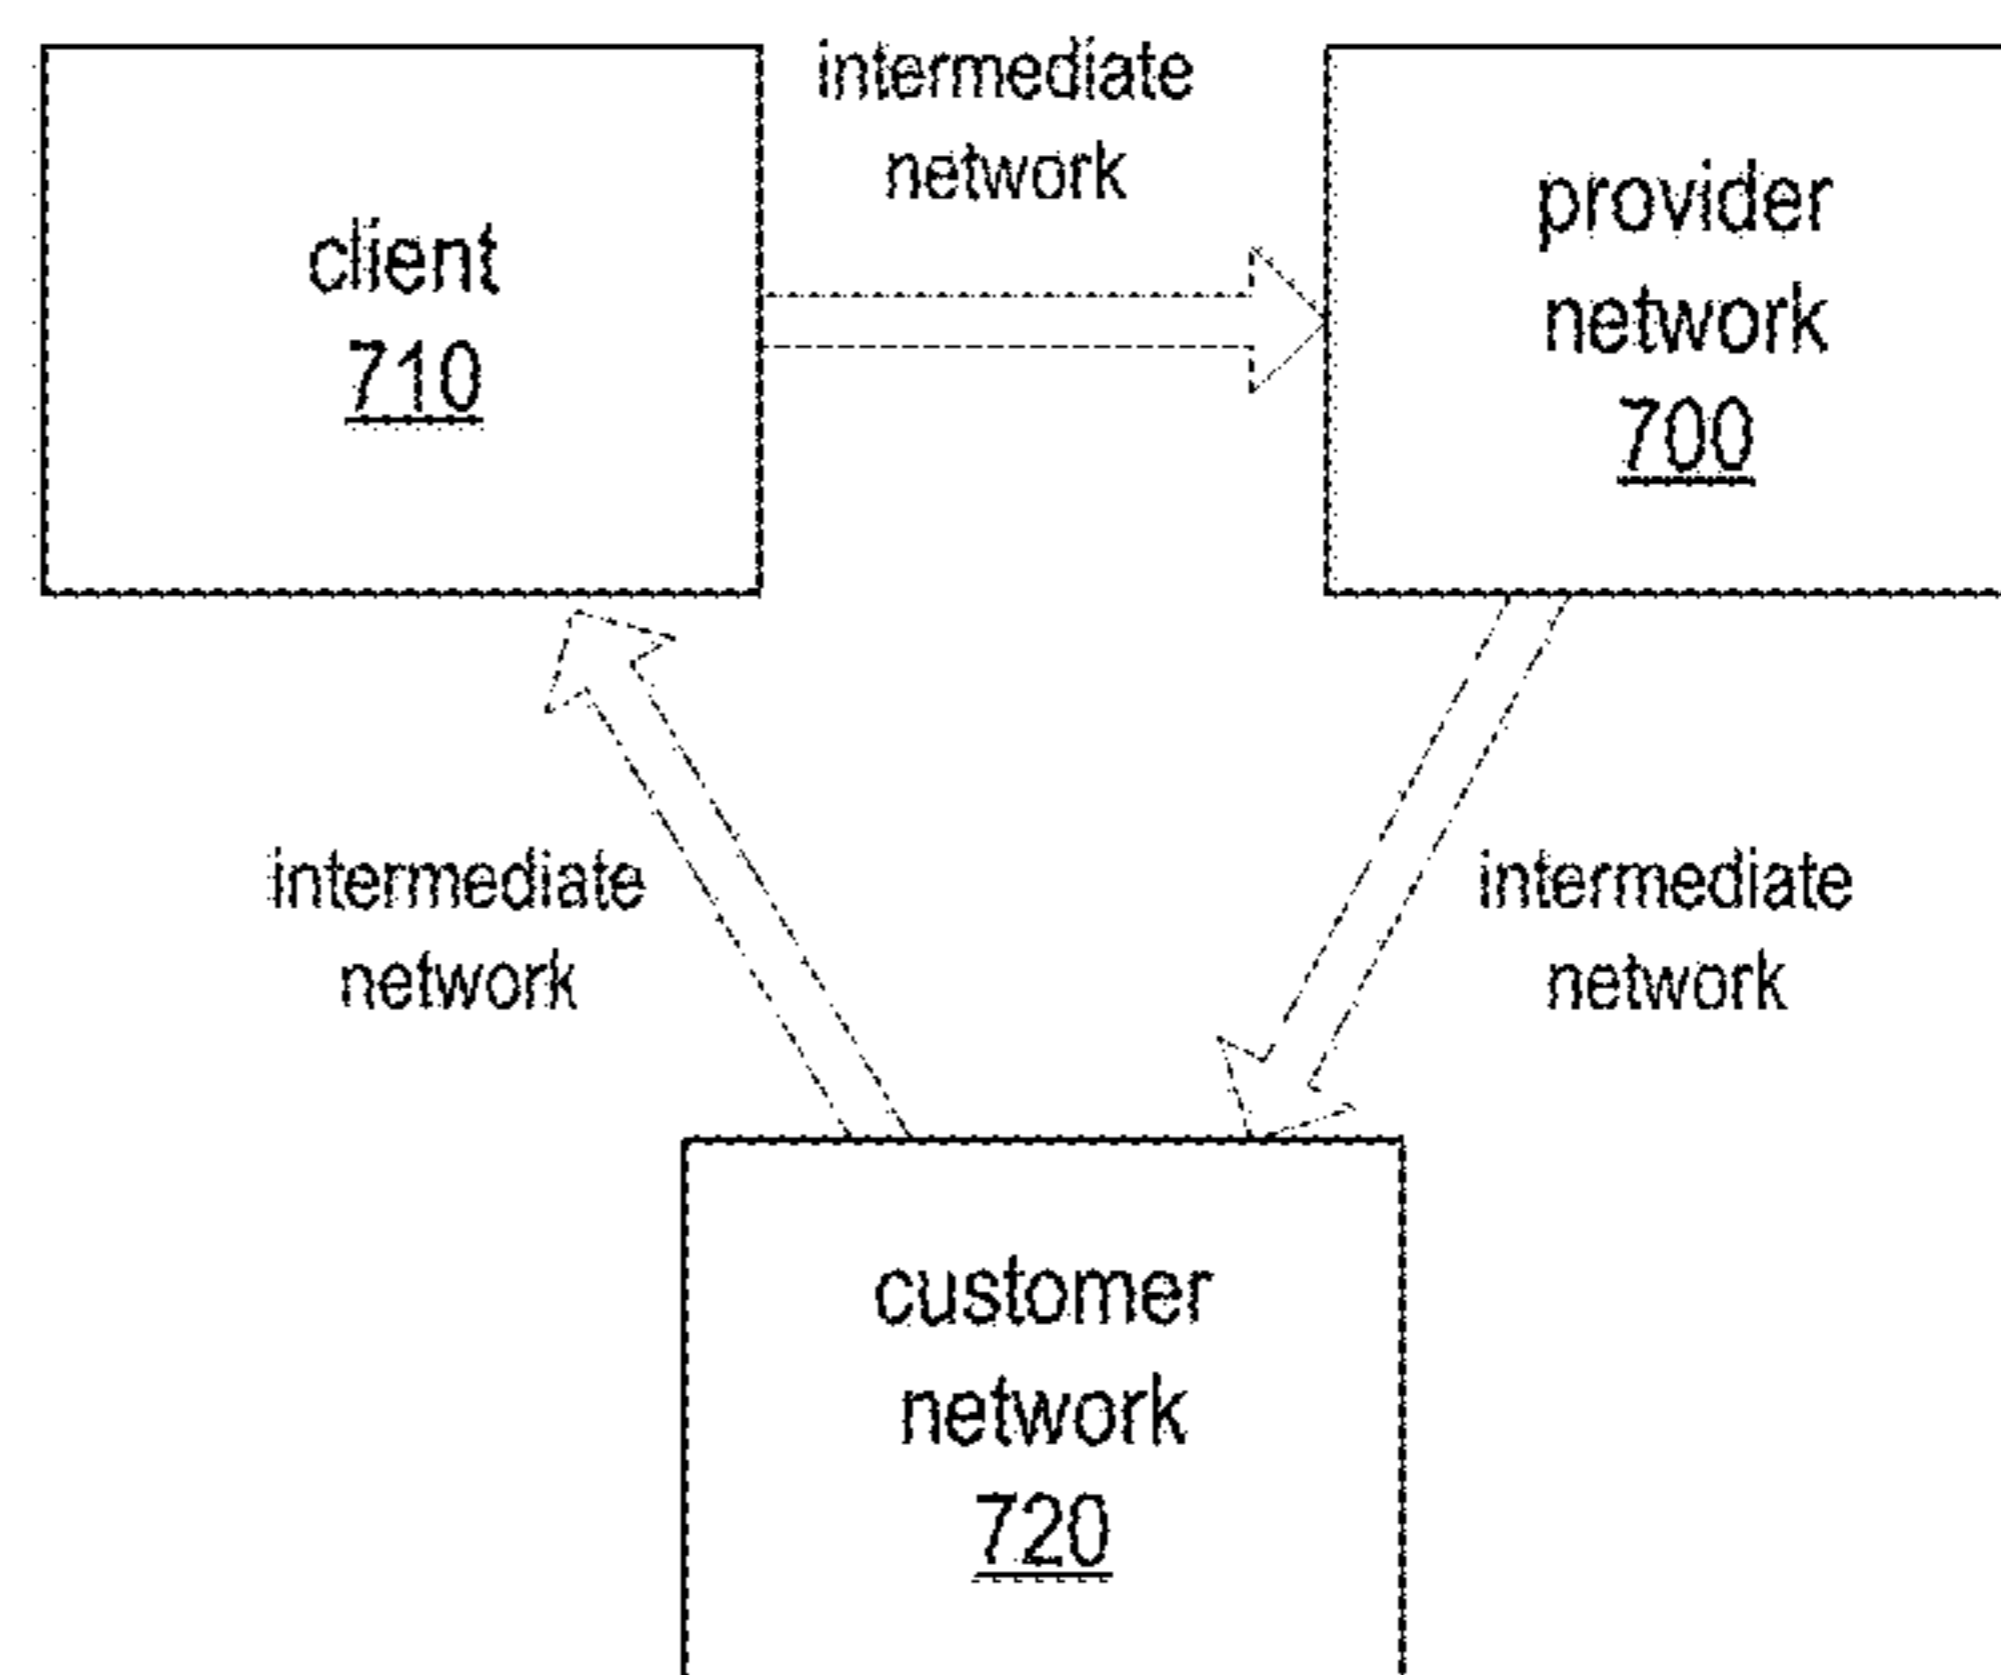 intermediate
network
client
710
provider
network
700
intermediate
network
intermediate
network
customer
network
720